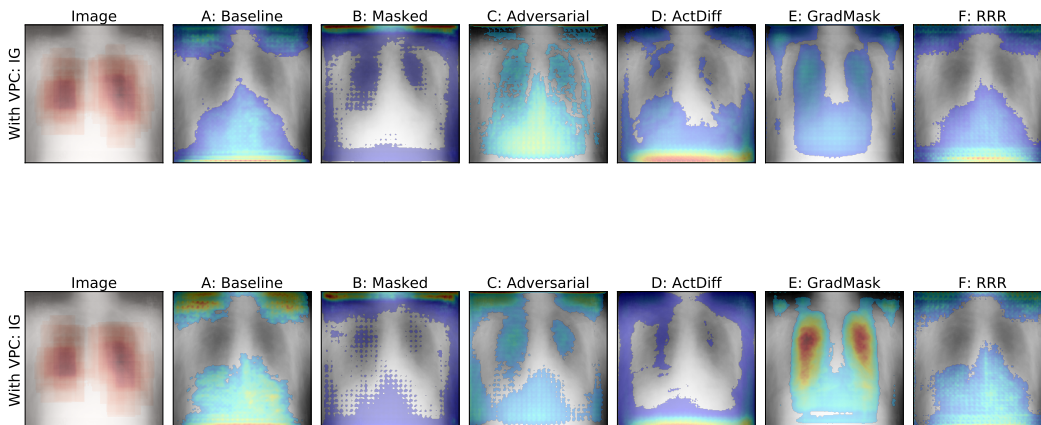 Image A: Baseline B: Masked C: Adversarial D: ActDiff E: GradMask F: RRR
With VPC: IG
Image A: Baseline B: Masked C: Adversarial D: ActDiff E: GradMask F: RRR
With VPC: IG